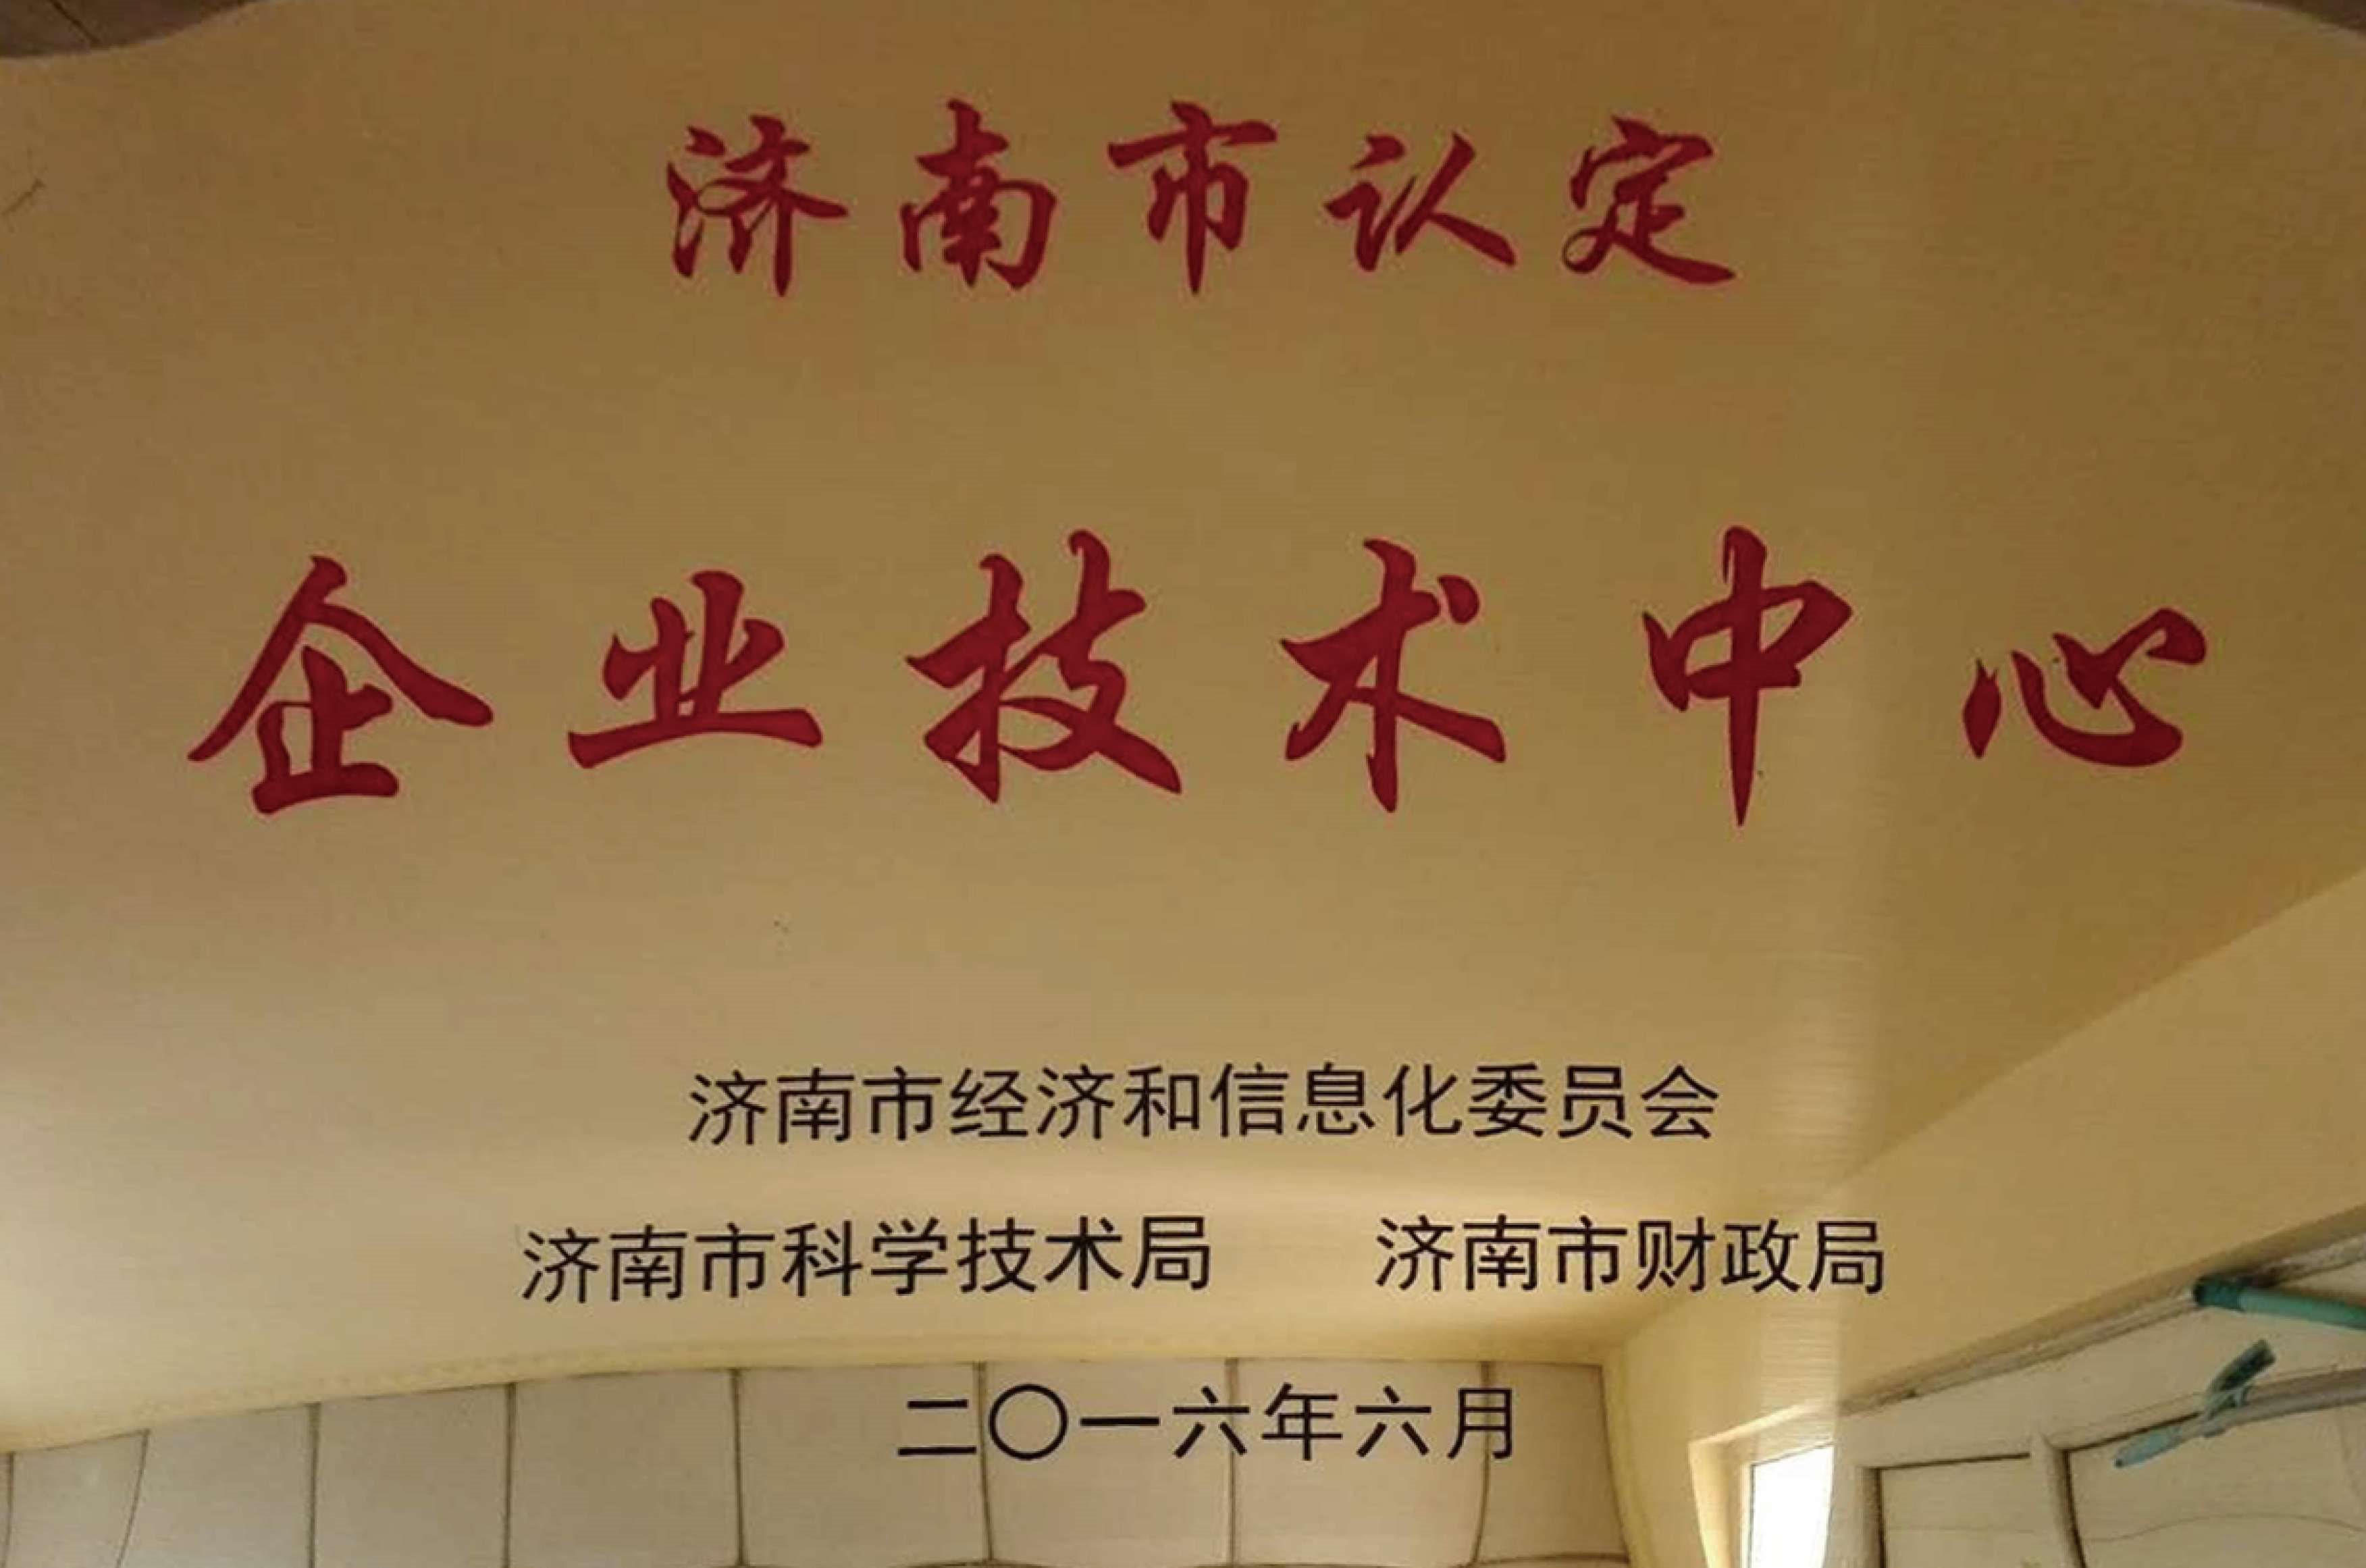 济南市认定
企业技术中心
济南市经济和信息化委员会
济南市科学技术局 济南市财政局
二〇一六年六月